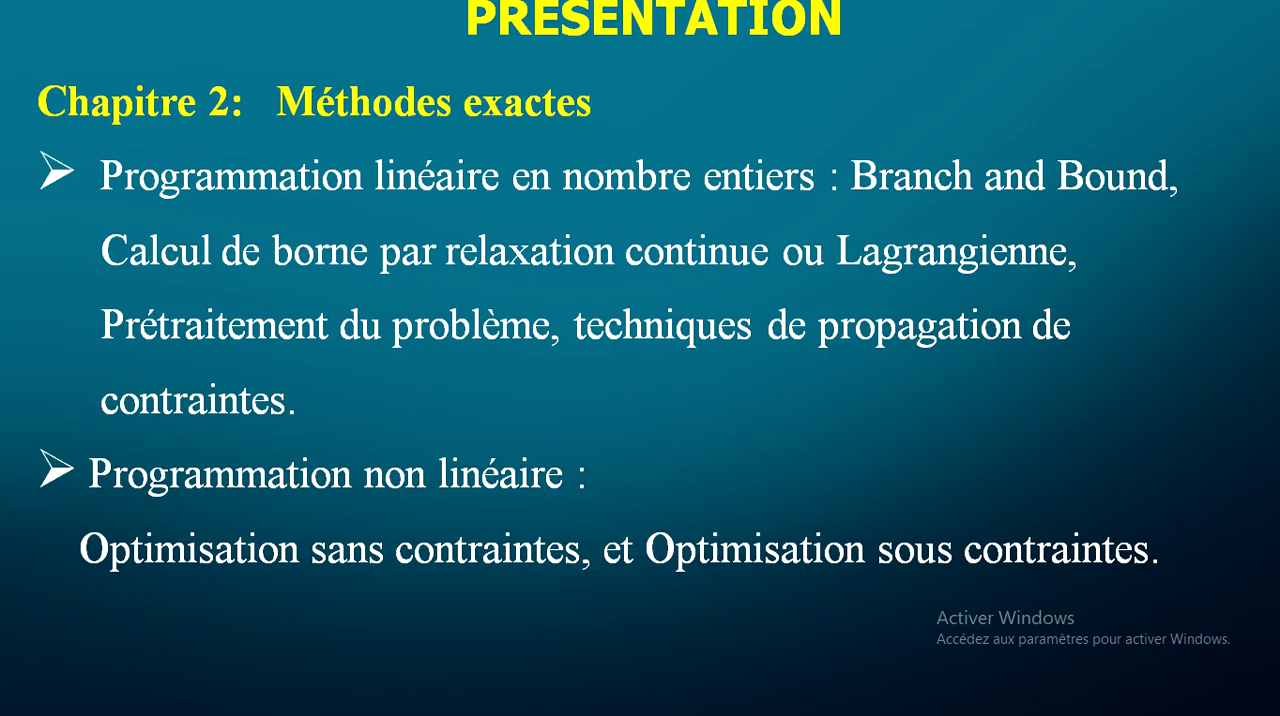 PRESENTATION
Chapitre 2: Méthodes exactes
Programmation linéaire en nombre entiers : Branch and Bound,
Calcul de borne par relaxation continue ou Lagrangienne,
Prétraitement du problème, techniques de propagation de
contraintes.
Programmation non linéaire :
Optimisation sans contraintes, et Optimisation sous contraintes.
Activer Windows
Accédez aux paramètres pour activer Windows.